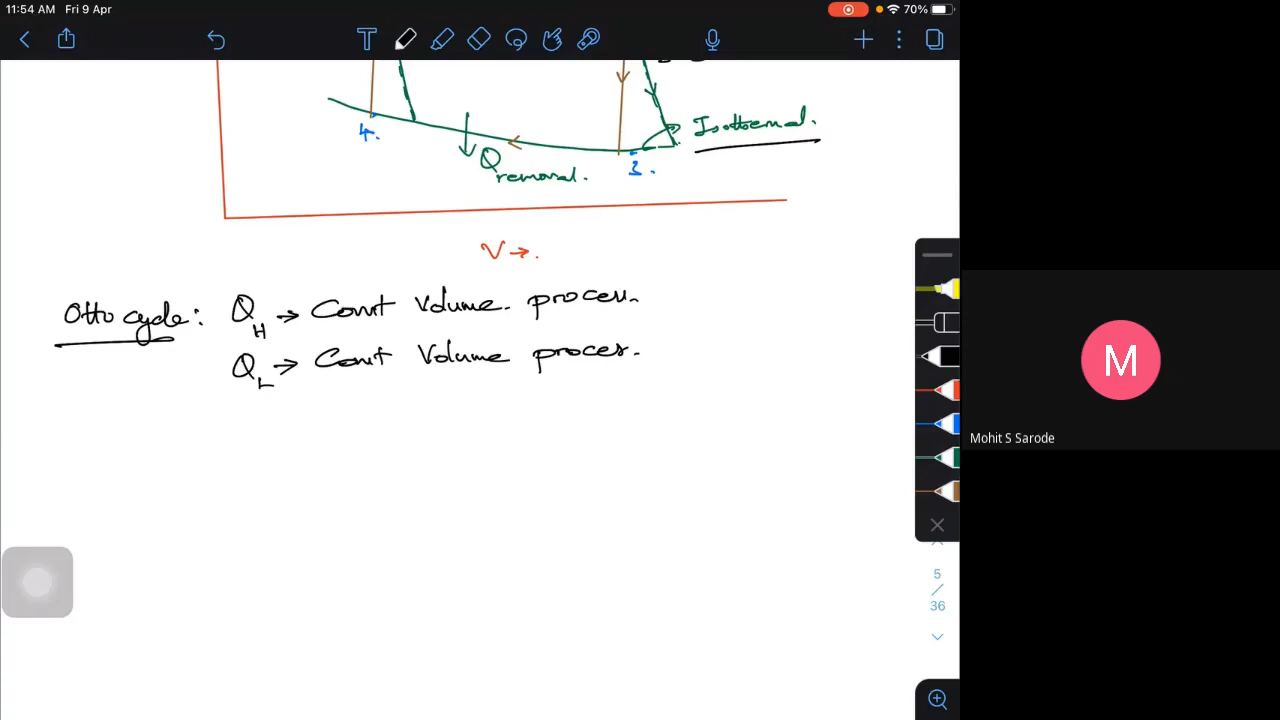 11:54 AM Fri 9 Apr
70%
T
Isothermal.
4.
Q removal.
3.
V →.
Otto cycle: Q_H → Const Volume. process.
Q_L → Const Volume process.
5
/
36
M
Mohit S Sarode